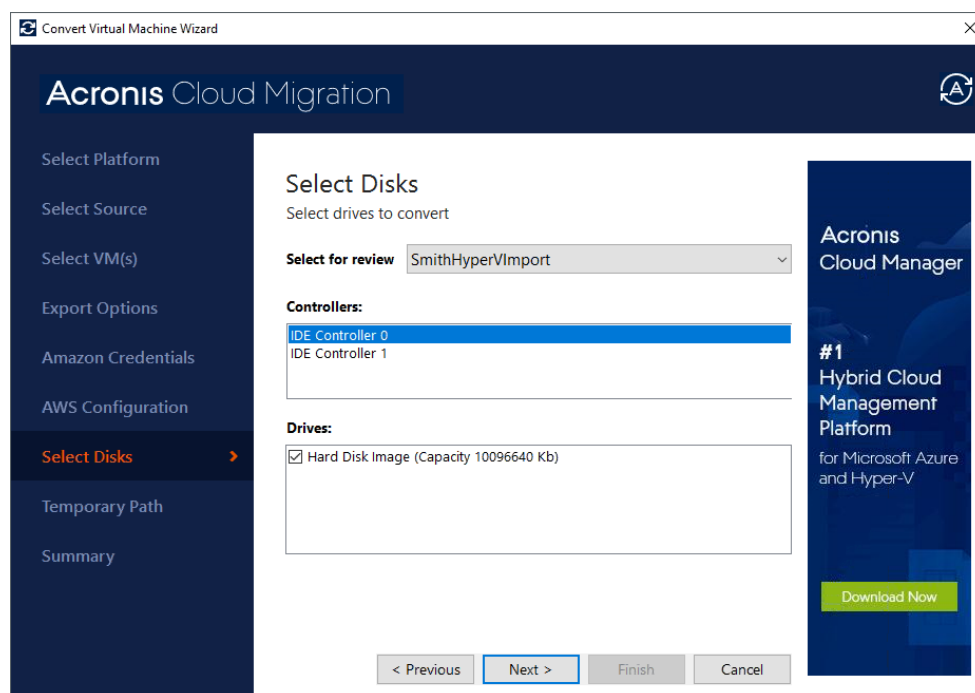 Convert Virtual Machine Wizard
Acronis Cloud Migration
Select Platform
Select Source
Select VM(s)
Export Options
Amazon Credentials
AWS Configuration
Select Disks
Temporary Path
Summary
Select Disks
Select drives to convert
Select for review SmithHyperVImport
Controllers:
IDE Controller 0
IDE Controller 1
Drives:
Hard Disk Image (Capacity 10096640 Kb)
< Previous Next > Finish Cancel
Acronis
Cloud Manager
#1
Hybrid Cloud
Management
Platform
for Microsoft Azure
and Hyper-V
Download Now